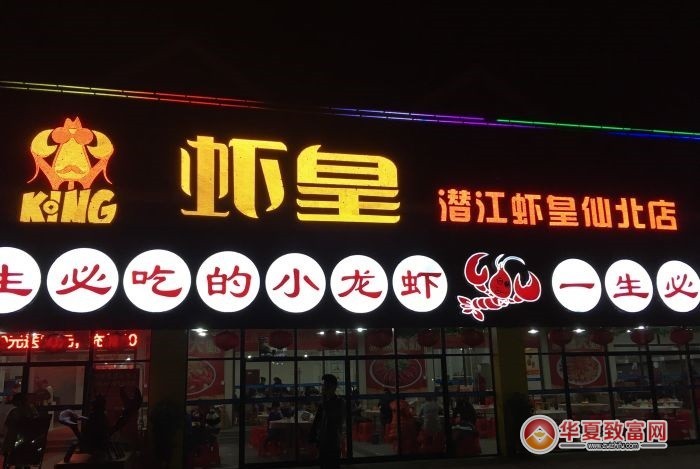 KiNG
虾皇
潜江虾皇仙北店
生必吃的小龙虾
一生必
华夏致富网